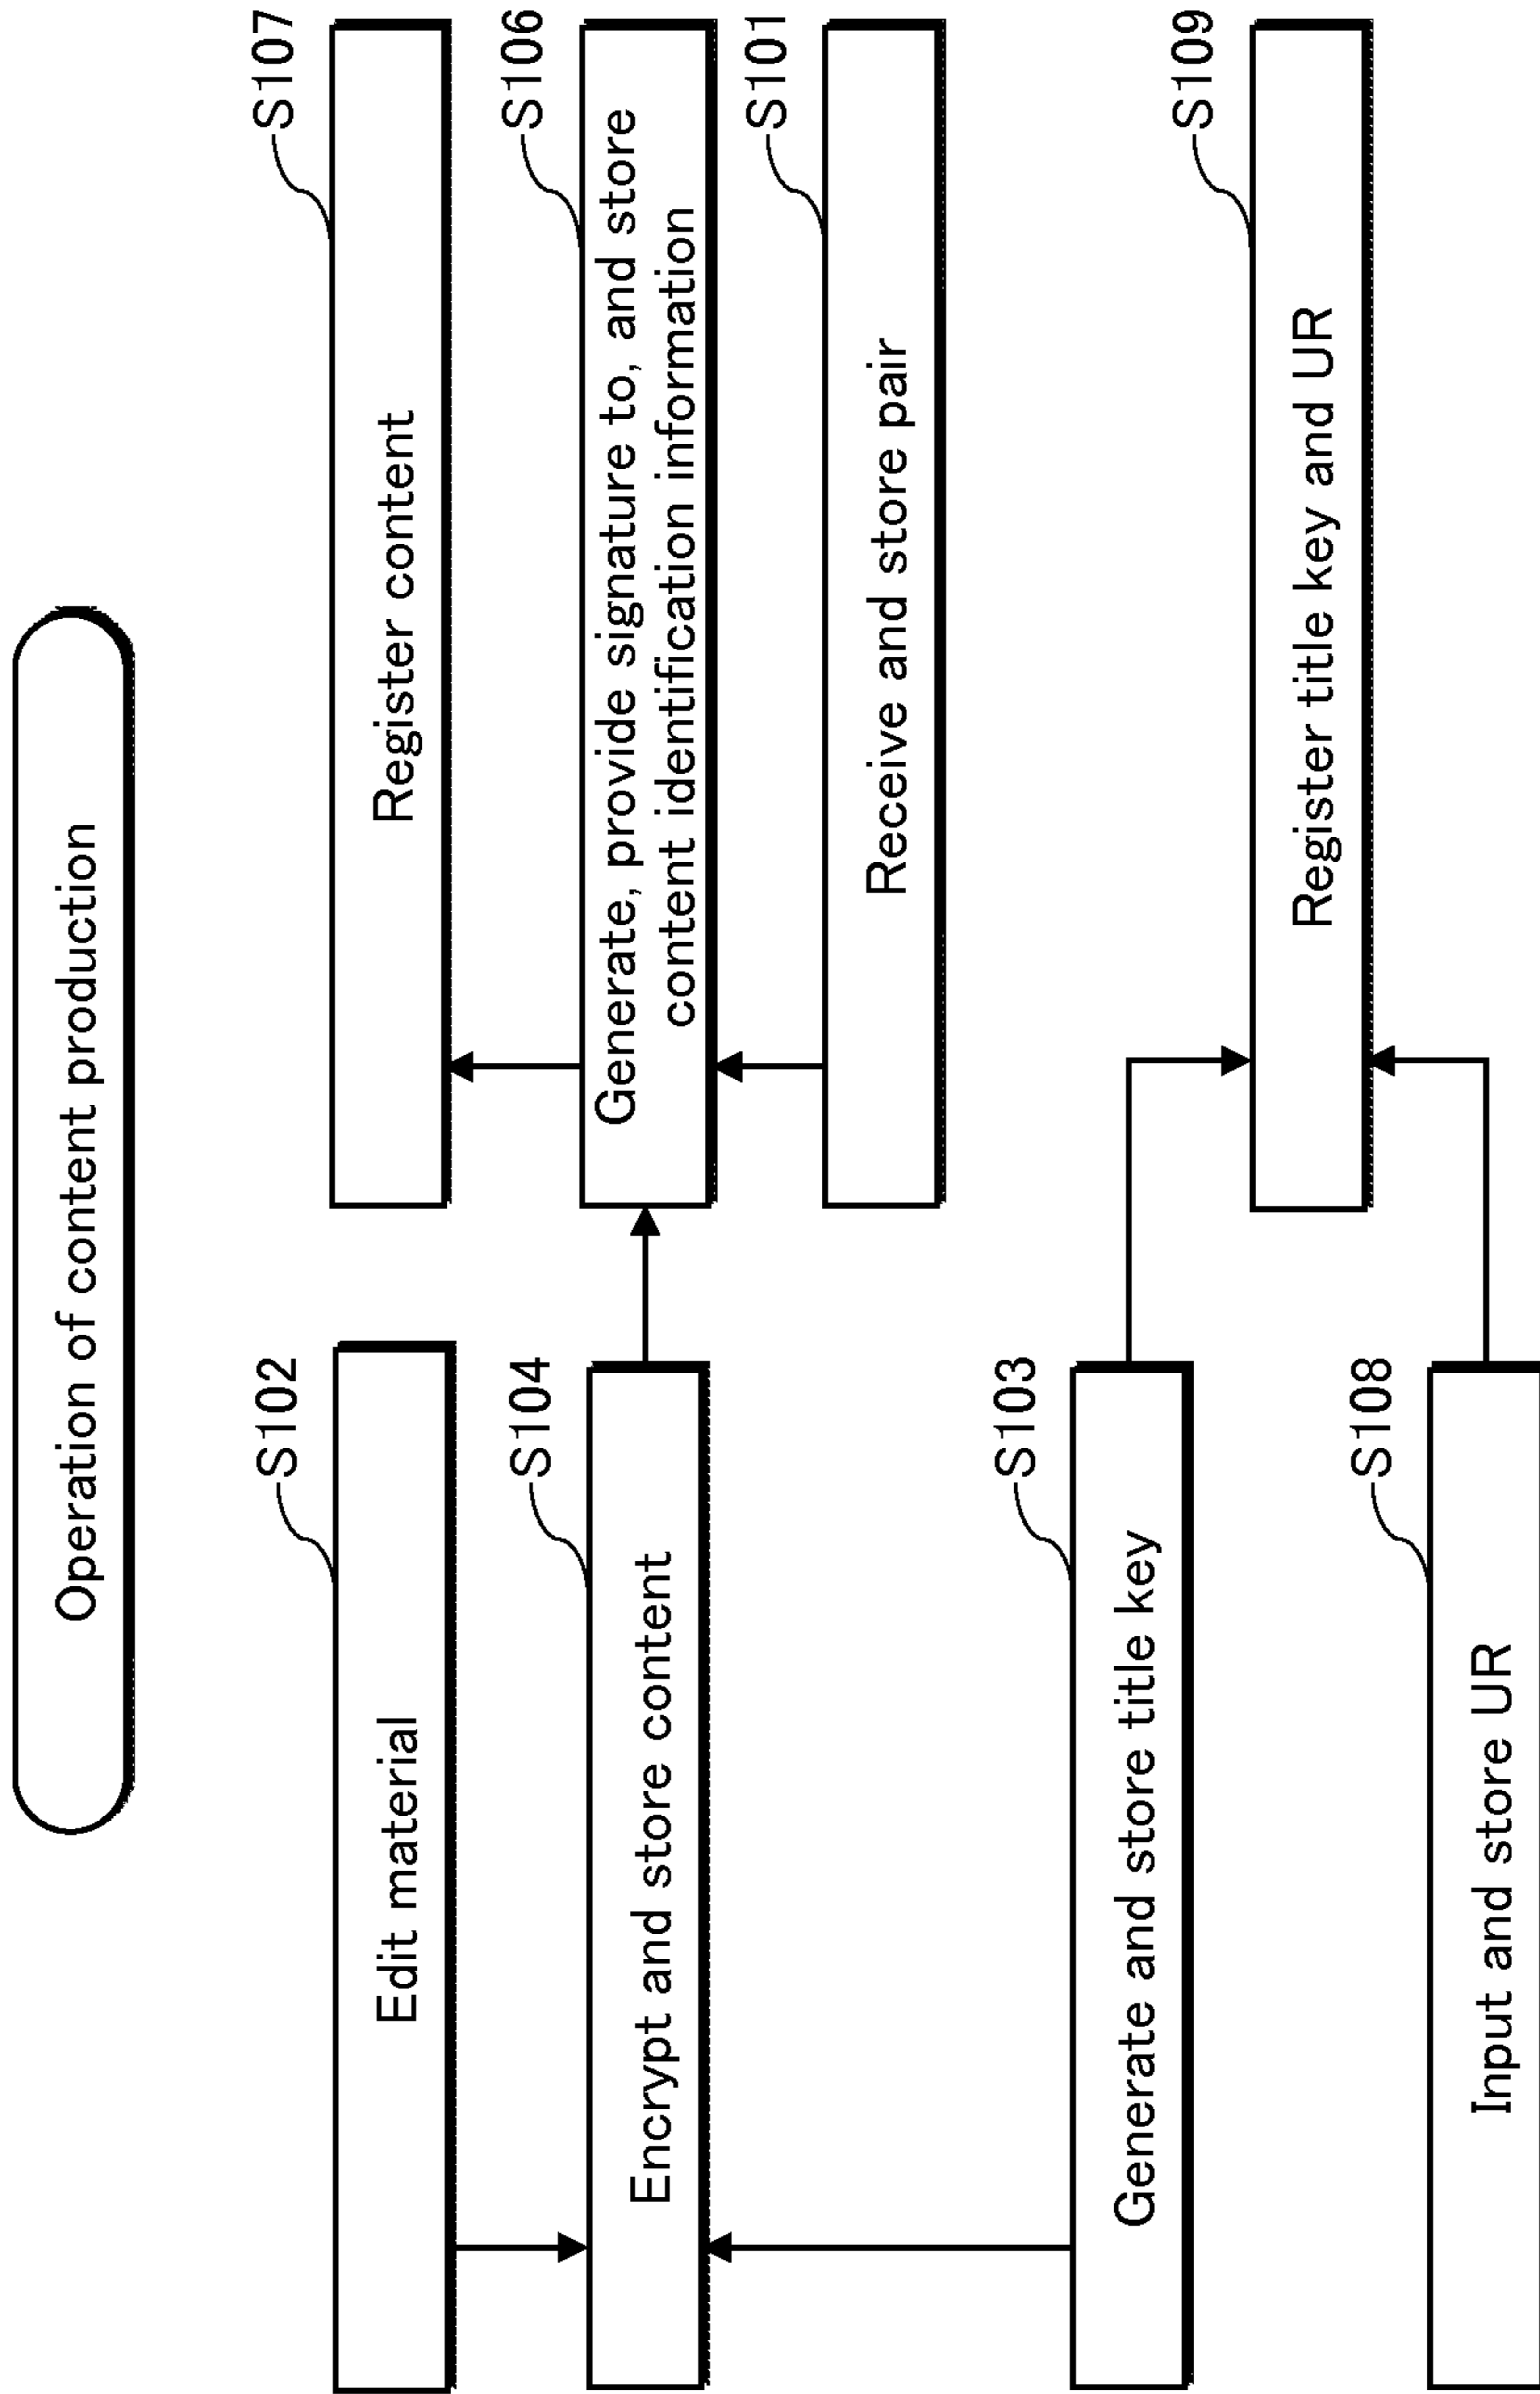 Operation of content production
S102
Edit material
S107
Register content
S104
Encrypt and store content
S106
Generate, provide signature to, and store
content identification information
S101
Receive and store pair
S103
Generate and store title key
S109
Register title key and UR
S108
Input and store UR